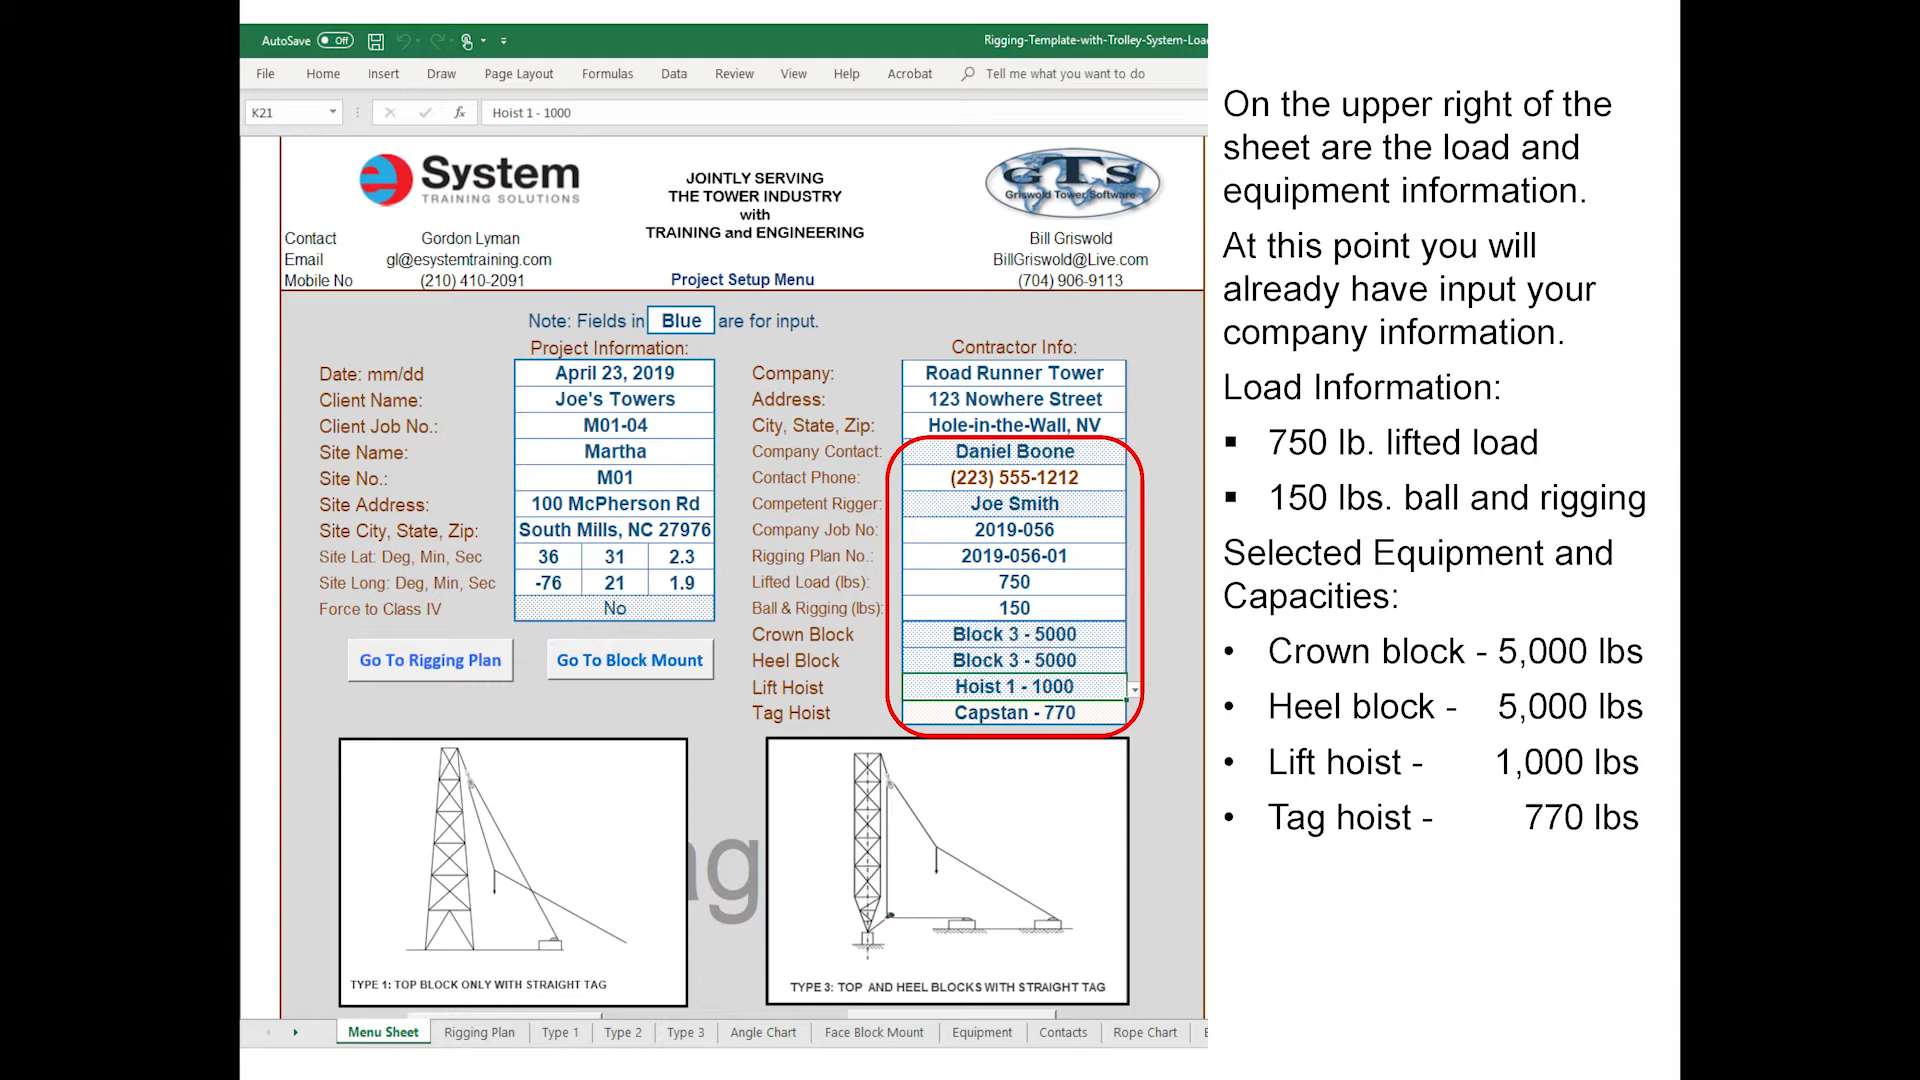 AutoSave Off
Rigging-Template-with-Trolley-System-Loa
File Home Insert Draw Page Layout Formulas Data Review View Help Acrobat Tell me what you want to do
K21 fx Hoist 1 - 1000
System
TRAINING SOLUTIONS
JOINTLY SERVING
THE TOWER INDUSTRY
with
TRAINING and ENGINEERING
GTS
Griswold Tower Software
Contact Gordon Lyman Bill Griswold
Email gl@esystemtraining.com BillGriswold@Live.com
Mobile No (210) 410-2091 Project Setup Menu (704) 906-9113
Note: Fields in Blue are for input.
Project Information: Contractor Info:
Date: mm/dd April 23, 2019 Company: Road Runner Tower
Client Name: Joe's Towers Address: 123 Nowhere Street
Client Job No.: M01-04 City, State, Zip: Hole-in-the-Wall, NV
Site Name: Martha Company Contact: Daniel Boone
Site No.: M01 Contact Phone: (223) 555-1212
Site Address: 100 McPherson Rd Competent Rigger: Joe Smith
Site City, State, Zip: South Mills, NC 27976 Company Job No: 2019-056
Site Lat: Deg, Min, Sec 36 31 2.3 Rigging Plan No.: 2019-056-01
Site Long: Deg, Min, Sec -76 21 1.9 Lifted Load (lbs): 750
Force to Class IV No Ball & Rigging (lbs): 150
Crown Block Block 3 - 5000
Go To Rigging Plan Go To Block Mount Heel Block Block 3 - 5000
Lift Hoist Hoist 1 - 1000
Tag Hoist Capstan - 770
ag
TYPE 1: TOP BLOCK ONLY WITH STRAIGHT TAG
TYPE 3: TOP AND HEEL BLOCKS WITH STRAIGHT TAG
Menu Sheet Rigging Plan Type 1 Type 2 Type 3 Angle Chart Face Block Mount Equipment Contacts Rope Chart
On the upper right of the
sheet are the load and
equipment information.
At this point you will
already have input your
company information.
Load Information:
▪ 750 lb. lifted load
▪ 150 lbs. ball and rigging
Selected Equipment and
Capacities:
• Crown block - 5,000 lbs
• Heel block - 5,000 lbs
• Lift hoist - 1,000 lbs
• Tag hoist - 770 lbs